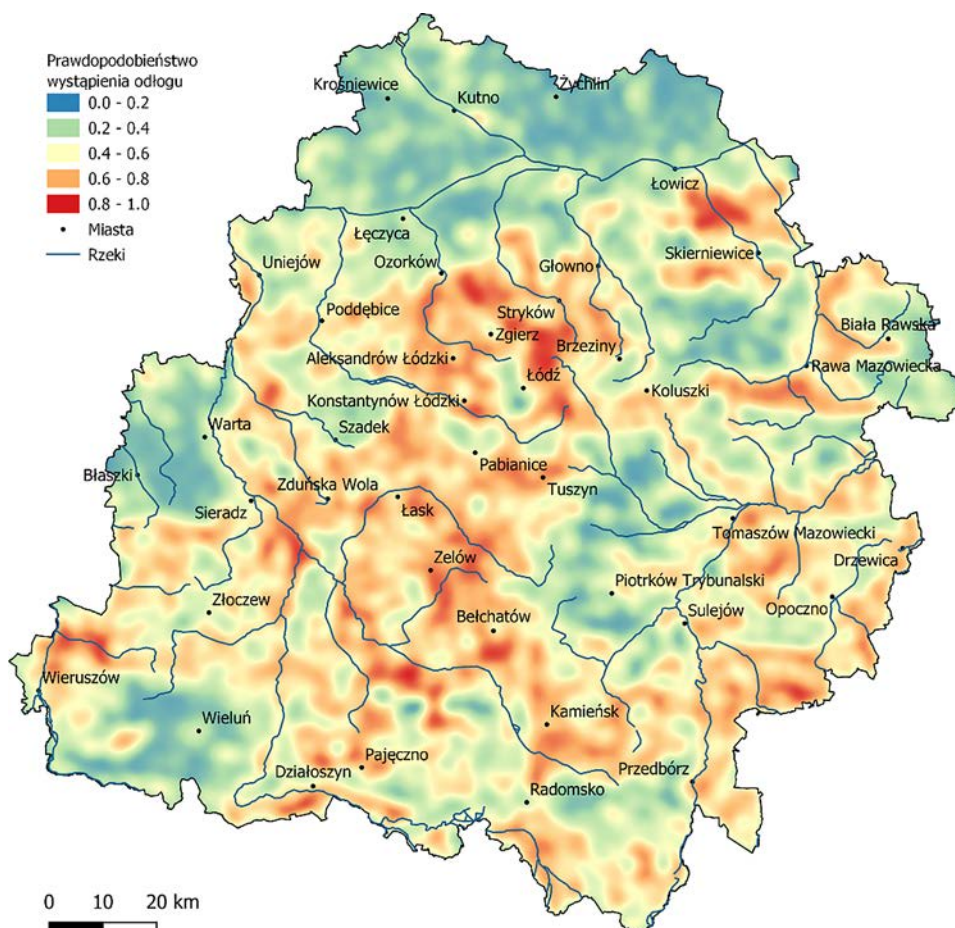 Prawdopodobieństwo
wystąpienia odłogu
0.0 - 0.2
0.2 - 0.4
0.4 - 0.6
0.6 - 0.8
0.8 - 1.0
Miasta
Rzeki
Krośniewice
Kutno
Żychlin
Łowicz
Łęczyca
Skierniewice
Uniejów
Ozorków
Głowno
Stryków
Poddębice
Zgierz
Biała Rawska
Aleksandrów Łódzki
Brzeziny
Rawa Mazowiecka
Łódź
Konstantynów Łódzki
Koluszki
Warta
Szadek
Pabianice
Błaszki
Zduńska Wola
Tuszyn
Sieradz
Łask
Tomaszów Mazowiecki
Zelów
Drzewica
Piotrków Trybunalski
Złoczew
Bełchatów
Sulejów
Opoczno
Wieruszów
Wieluń
Kamieńsk
Pajęczno
Działoszyn
Przedbórz
Radomsko
0 10 20 km